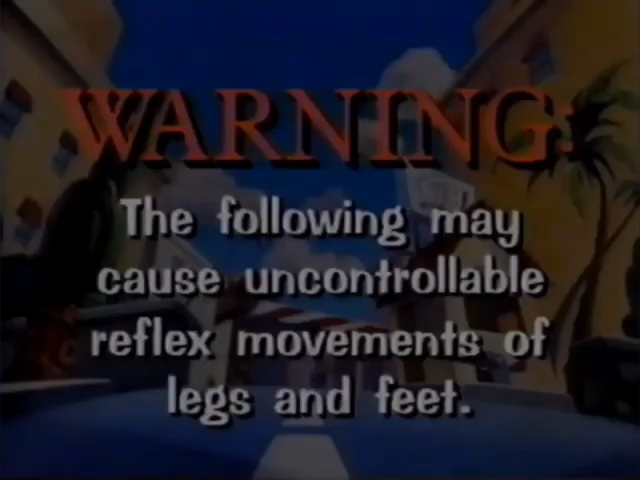 WARNING:
The following may
cause uncontrollable
reflex movements of
legs and feet.